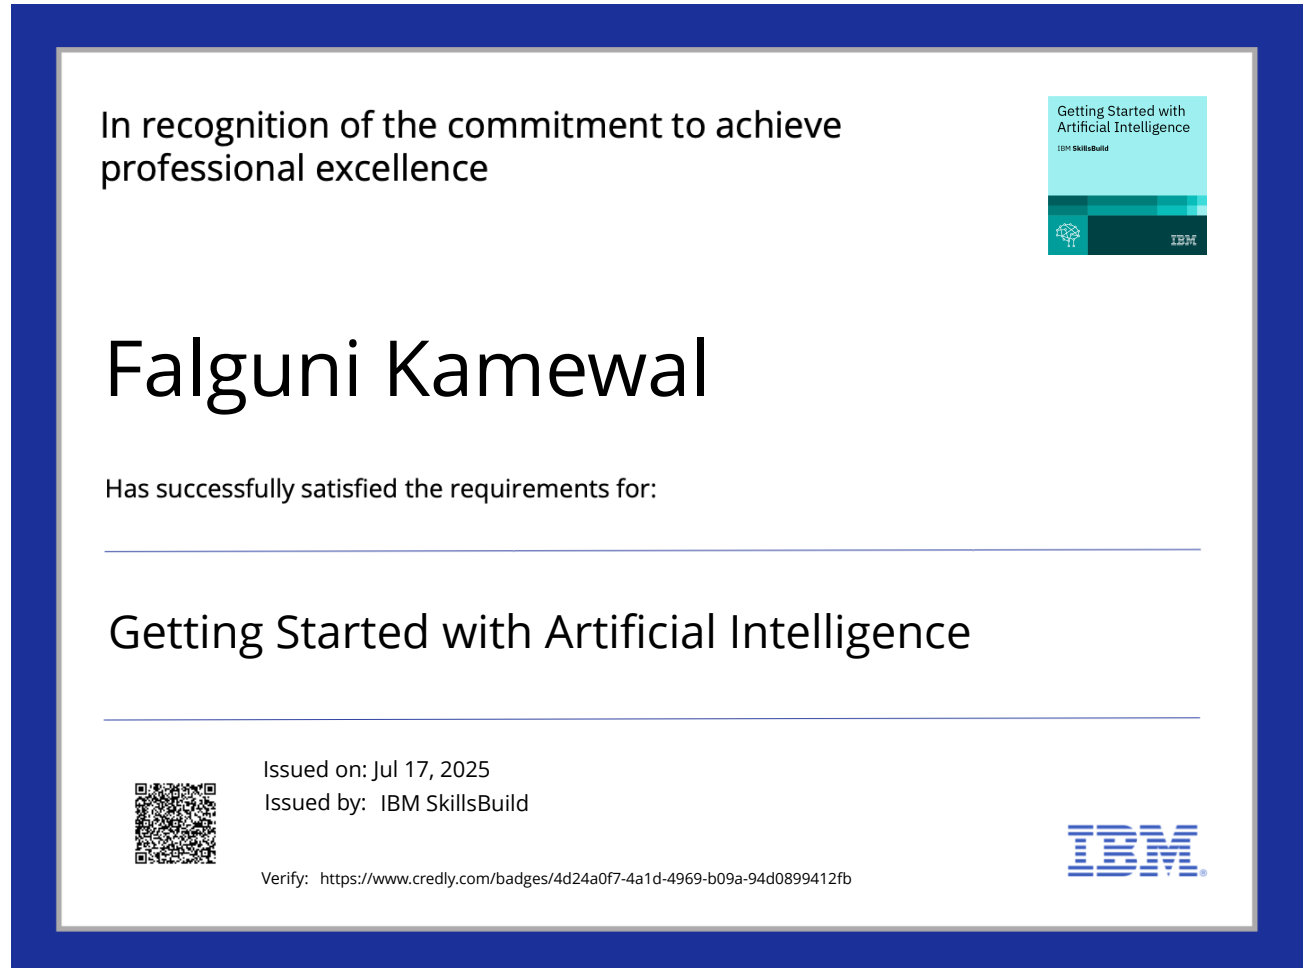 In recognition of the commitment to achieve
professional excellence
Getting Started with
Artificial Intelligence
IBM SkillsBuild
IBM
Falguni Kamewal
Has successfully satisfied the requirements for:
Getting Started with Artificial Intelligence
Issued on: Jul 17, 2025
Issued by: IBM SkillsBuild
Verify: https://www.credly.com/badges/4d24a0f7-4a1d-4969-b09a-94d0899412fb
IBM®